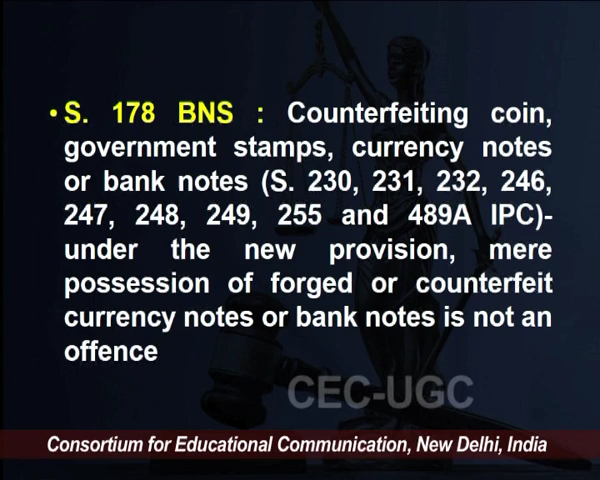 • S. 178 BNS : Counterfeiting coin,
government stamps, currency notes
or bank notes (S. 230, 231, 232, 246,
247, 248, 249, 255 and 489A IPC)-
under the new provision, mere
possession of forged or counterfeit
currency notes or bank notes is not an
offence
CEC-UGC
Consortium for Educational Communication, New Delhi, India